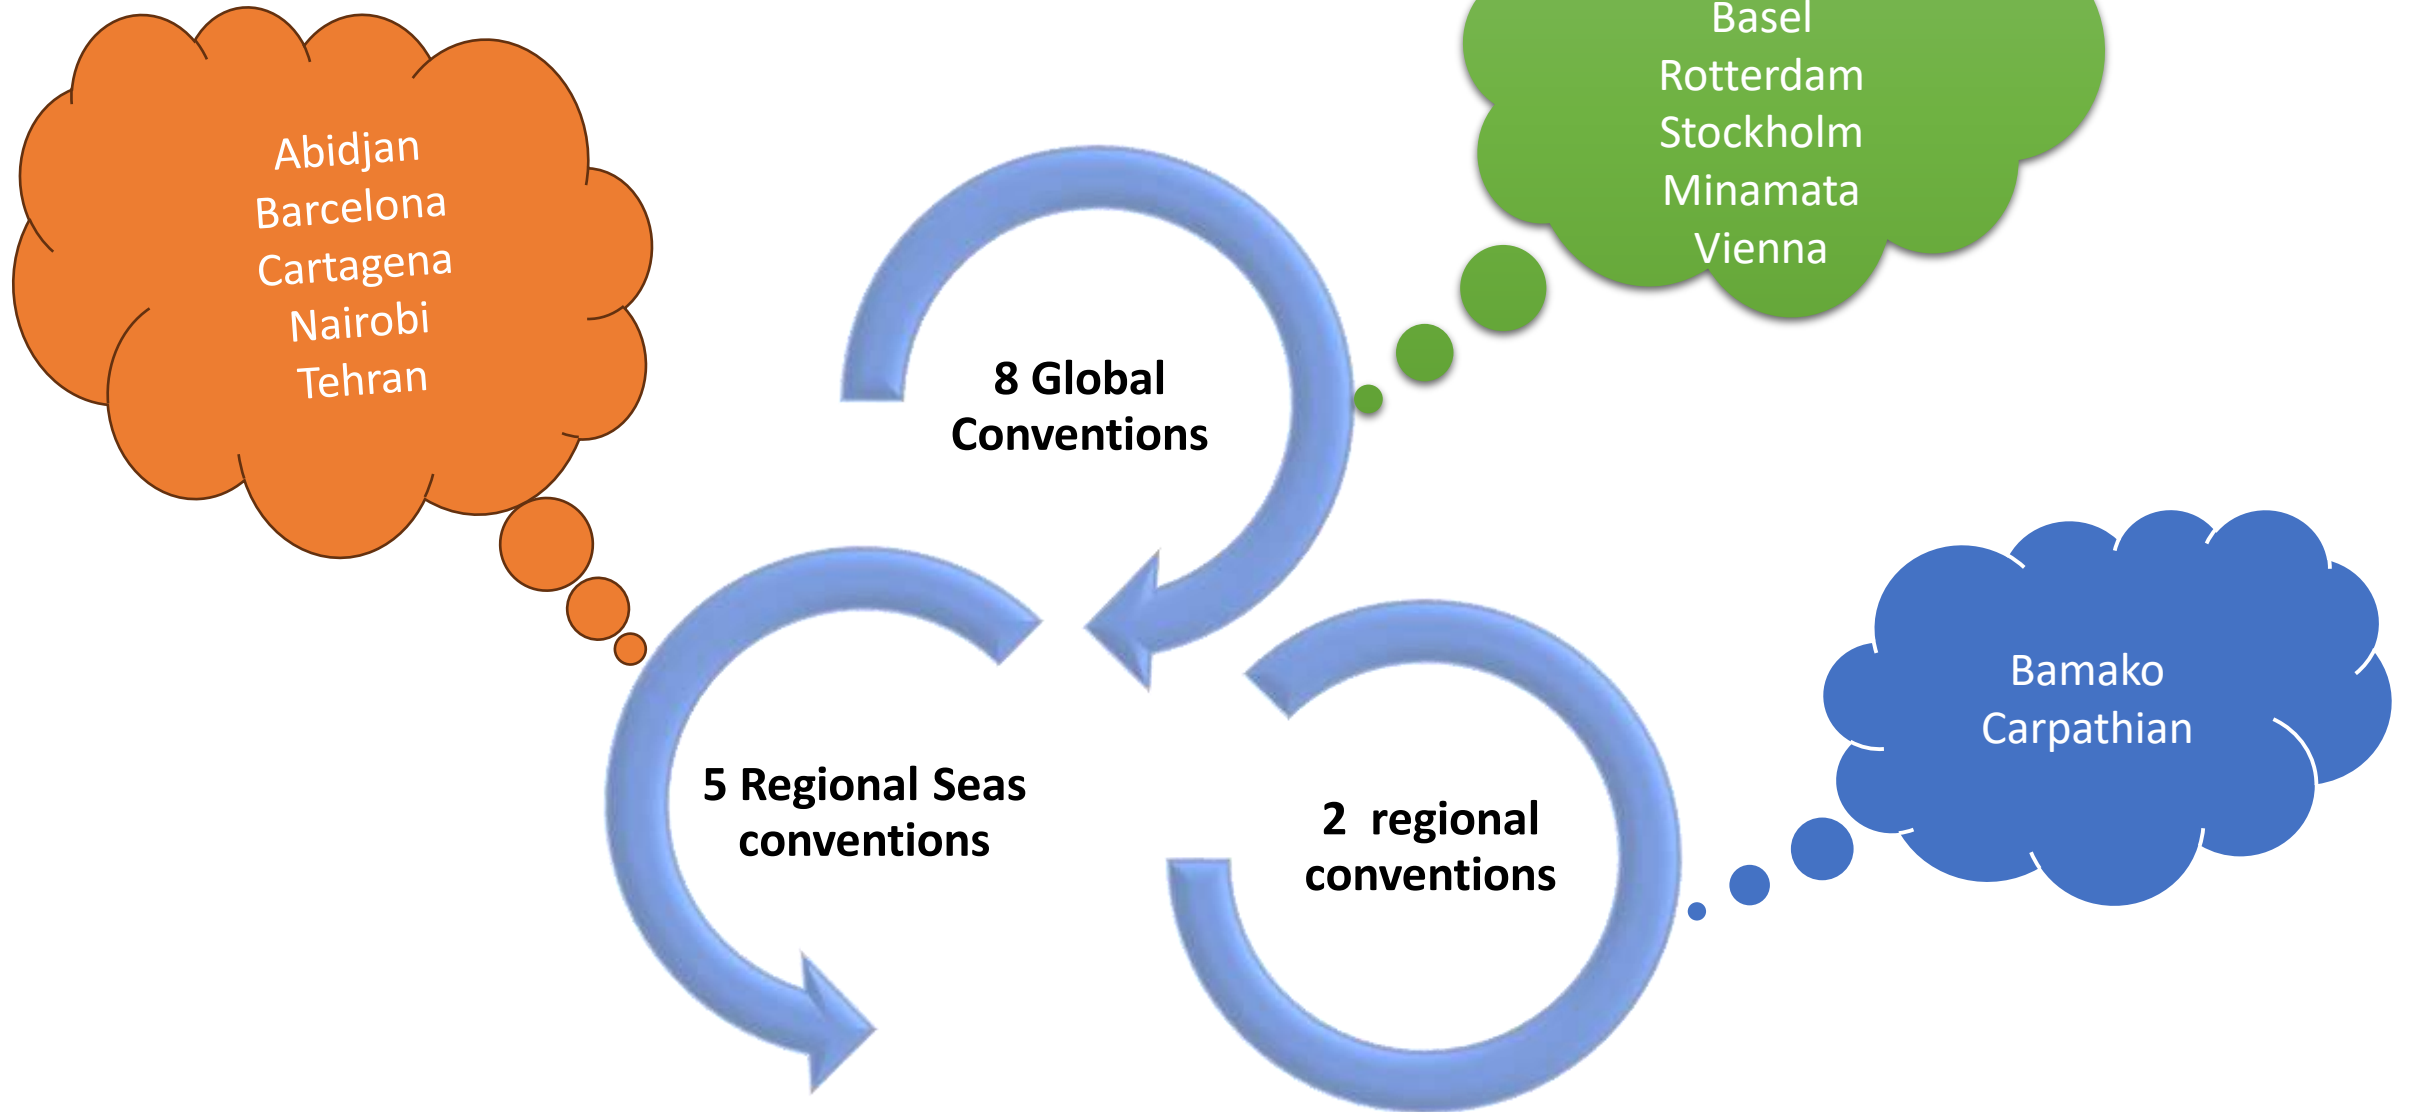 Abidjan
Barcelona
Cartagena
Nairobi
Tehran
Basel
Rotterdam
Stockholm
Minamata
Vienna
8 Global
Conventions
5 Regional Seas
conventions
2  regional
conventions
Bamako
Carpathian